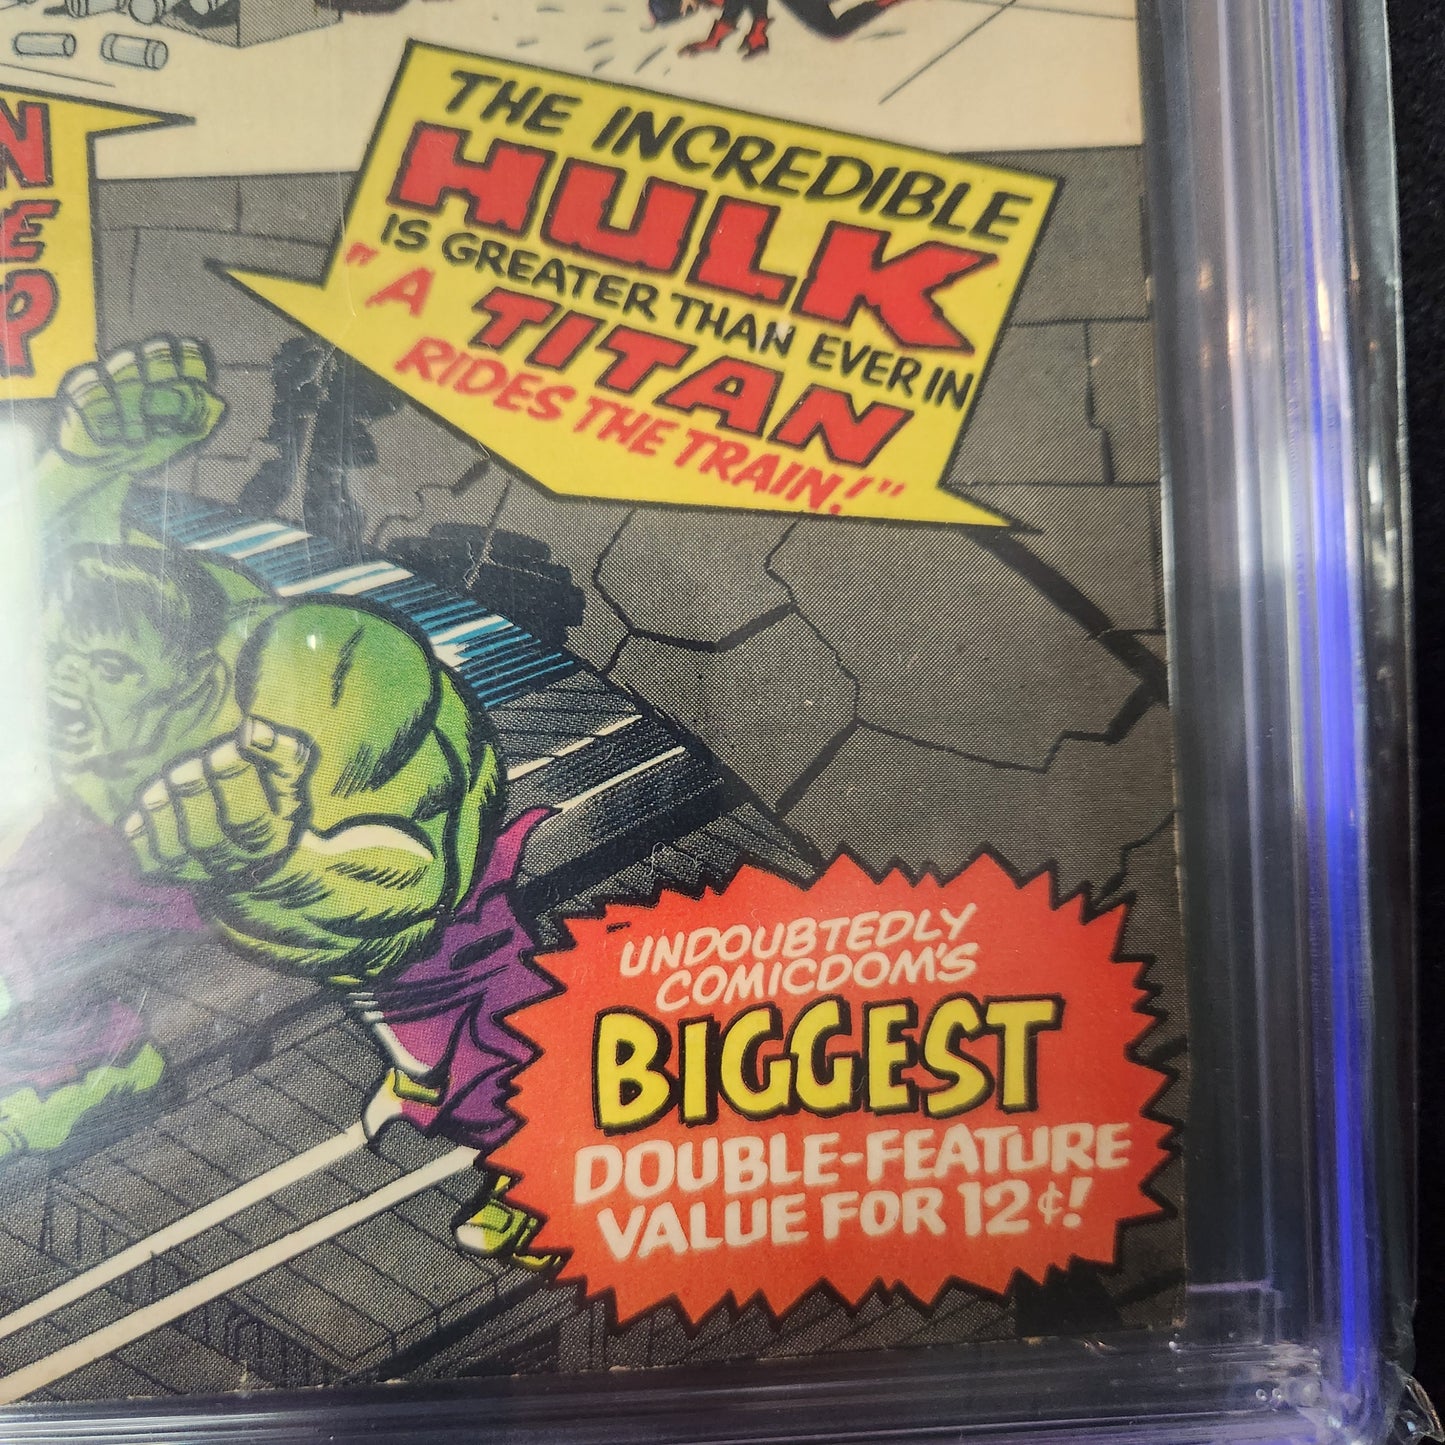 THE INCREDIBLE
HULK
IS GREATER THAN EVER IN
"A TITAN
RIDES THE TRAIN!"
UNDOUBTEDLY
COMICDOM'S
BIGGEST
DOUBLE-FEATURE
VALUE FOR 12¢!